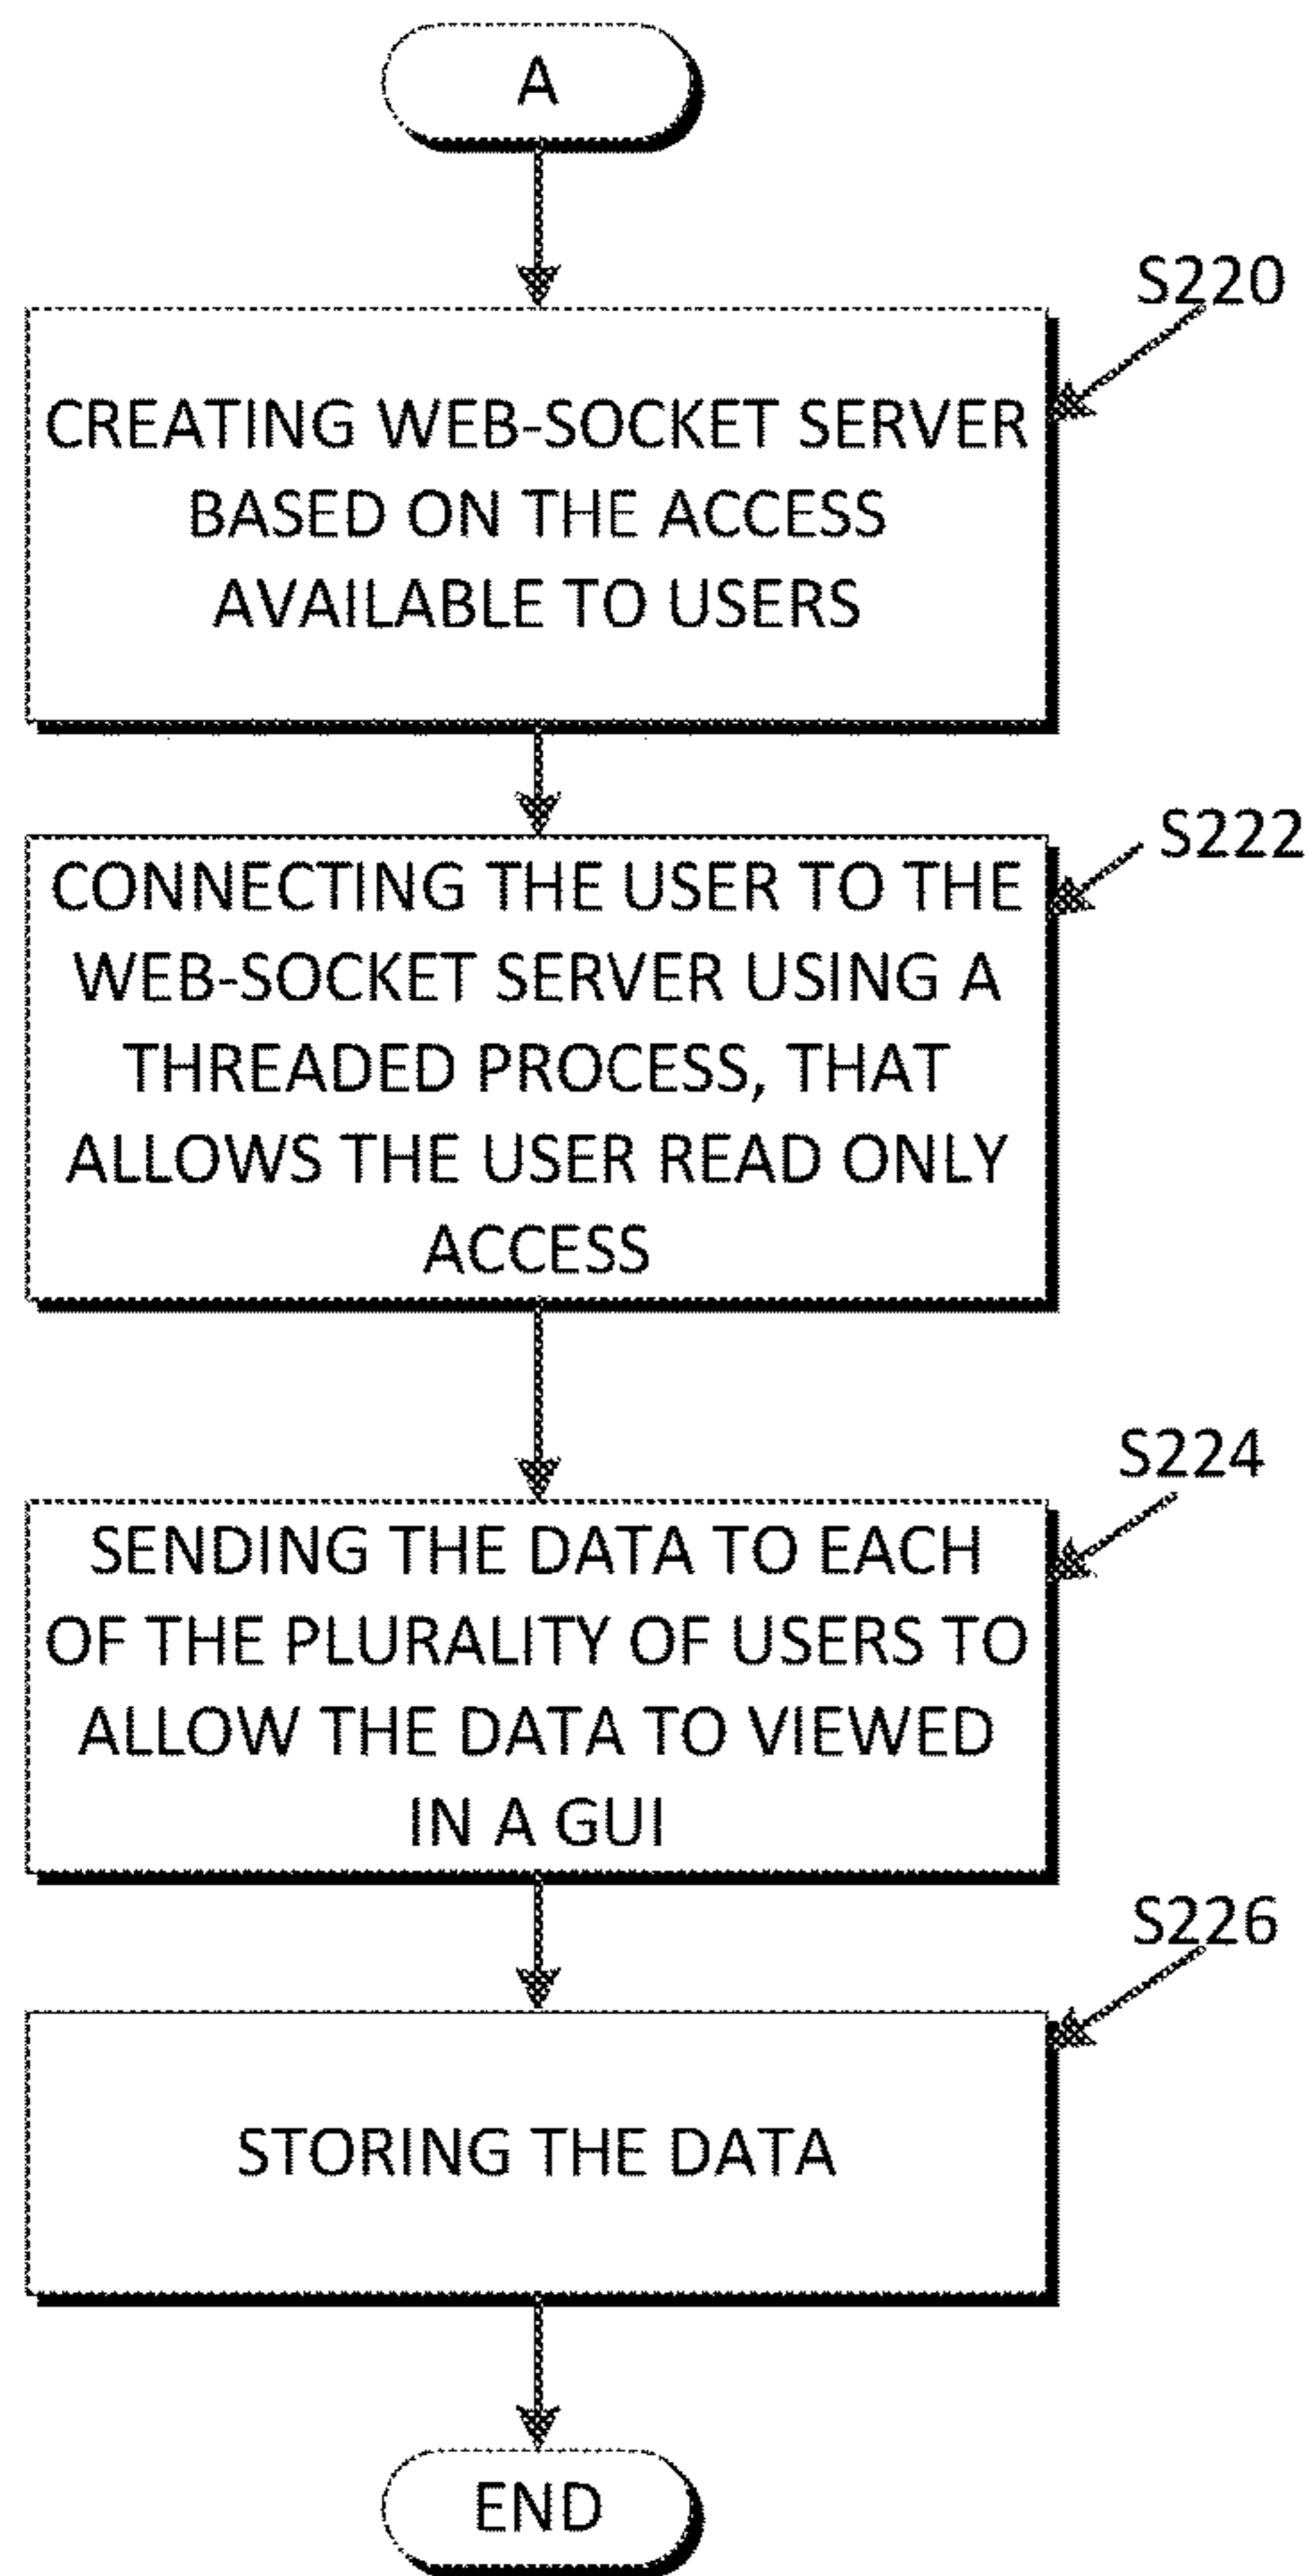 A
S220
CREATING WEB-SOCKET SERVER
BASED ON THE ACCESS
AVAILABLE TO USERS
S222
CONNECTING THE USER TO THE
WEB-SOCKET SERVER USING A
THREADED PROCESS, THAT
ALLOWS THE USER READ ONLY
ACCESS
S224
SENDING THE DATA TO EACH
OF THE PLURALITY OF USERS TO
ALLOW THE DATA TO VIEWED
IN A GUI
S226
STORING THE DATA
END